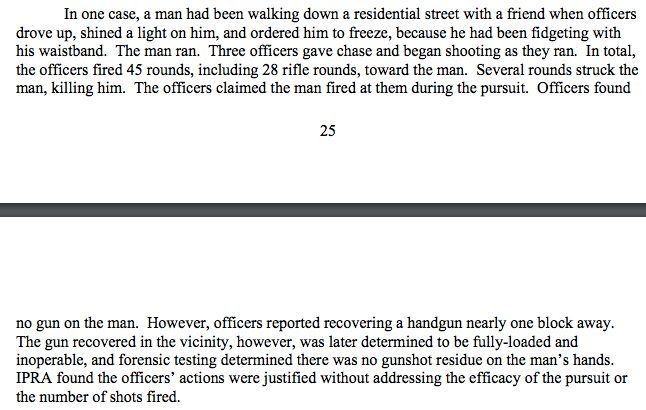 In one case, a man had been walking down a residential street with a friend when officers
drove up, shined a light on him, and ordered him to freeze, because he had been fidgeting with
his waistband.  The man ran.  Three officers gave chase and began shooting as they ran.  In total,
the officers fired 45 rounds, including 28 rifle rounds, toward the man.  Several rounds struck the
man, killing him.  The officers claimed the man fired at them during the pursuit.  Officers found
25
no gun on the man.  However, officers reported recovering a handgun nearly one block away.
The gun recovered in the vicinity, however, was later determined to be fully-loaded and
inoperable, and forensic testing determined there was no gunshot residue on the man's hands.
IPRA found the officers' actions were justified without addressing the efficacy of the pursuit or
the number of shots fired.